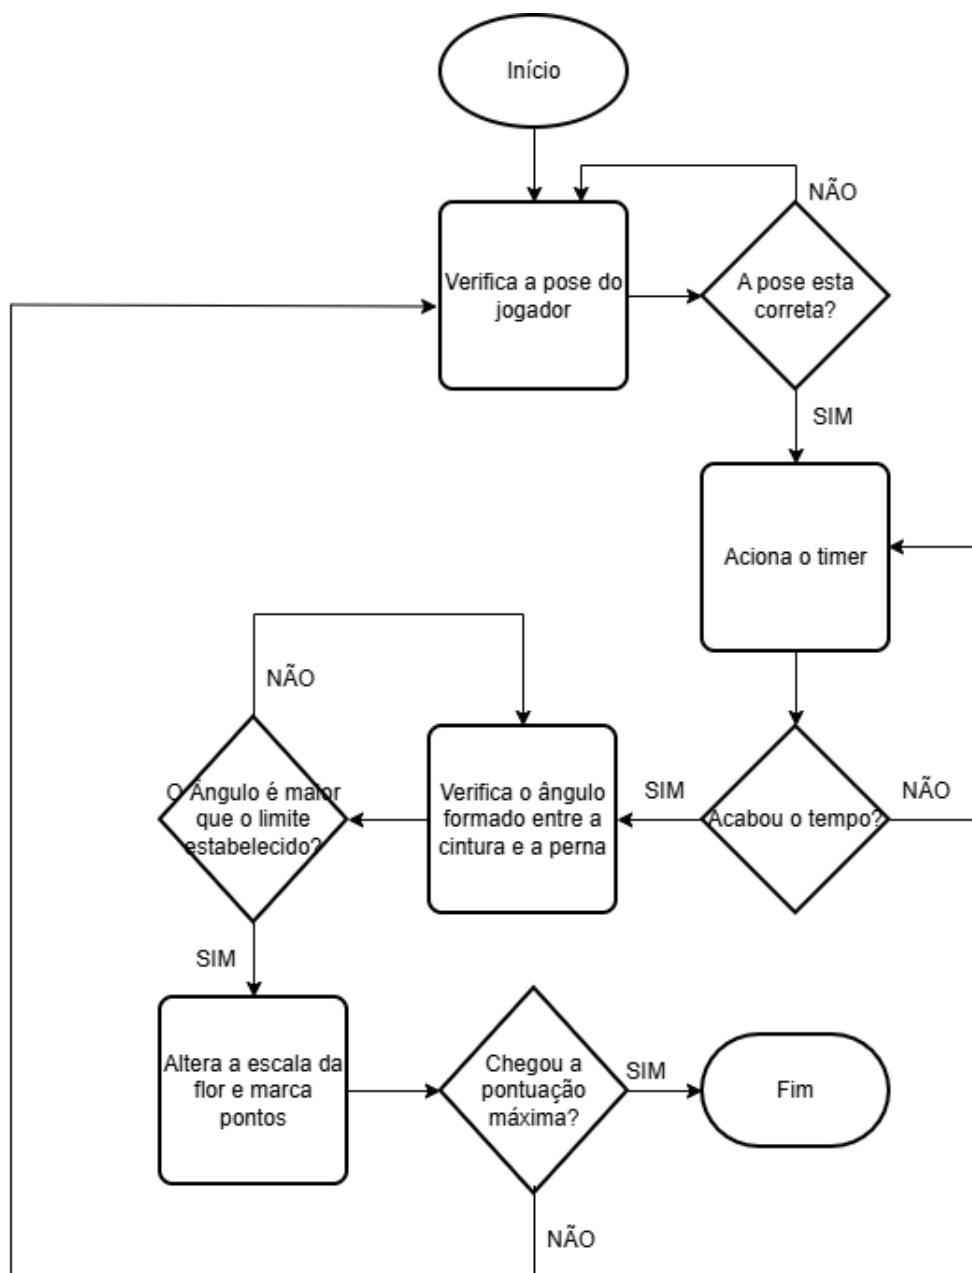 Início
NÃO
Verifica a pose do
jogador
A pose esta
correta?
SIM
Aciona o timer
NÃO
O Ângulo é maior
que o limite
estabelecido?
Verifica o ângulo
formado entre a
cintura e a perna
SIM
Acabou o tempo?
NÃO
SIM
Altera a escala da
flor e marca
pontos
Chegou a
pontuação
máxima?
SIM
Fim
NÃO